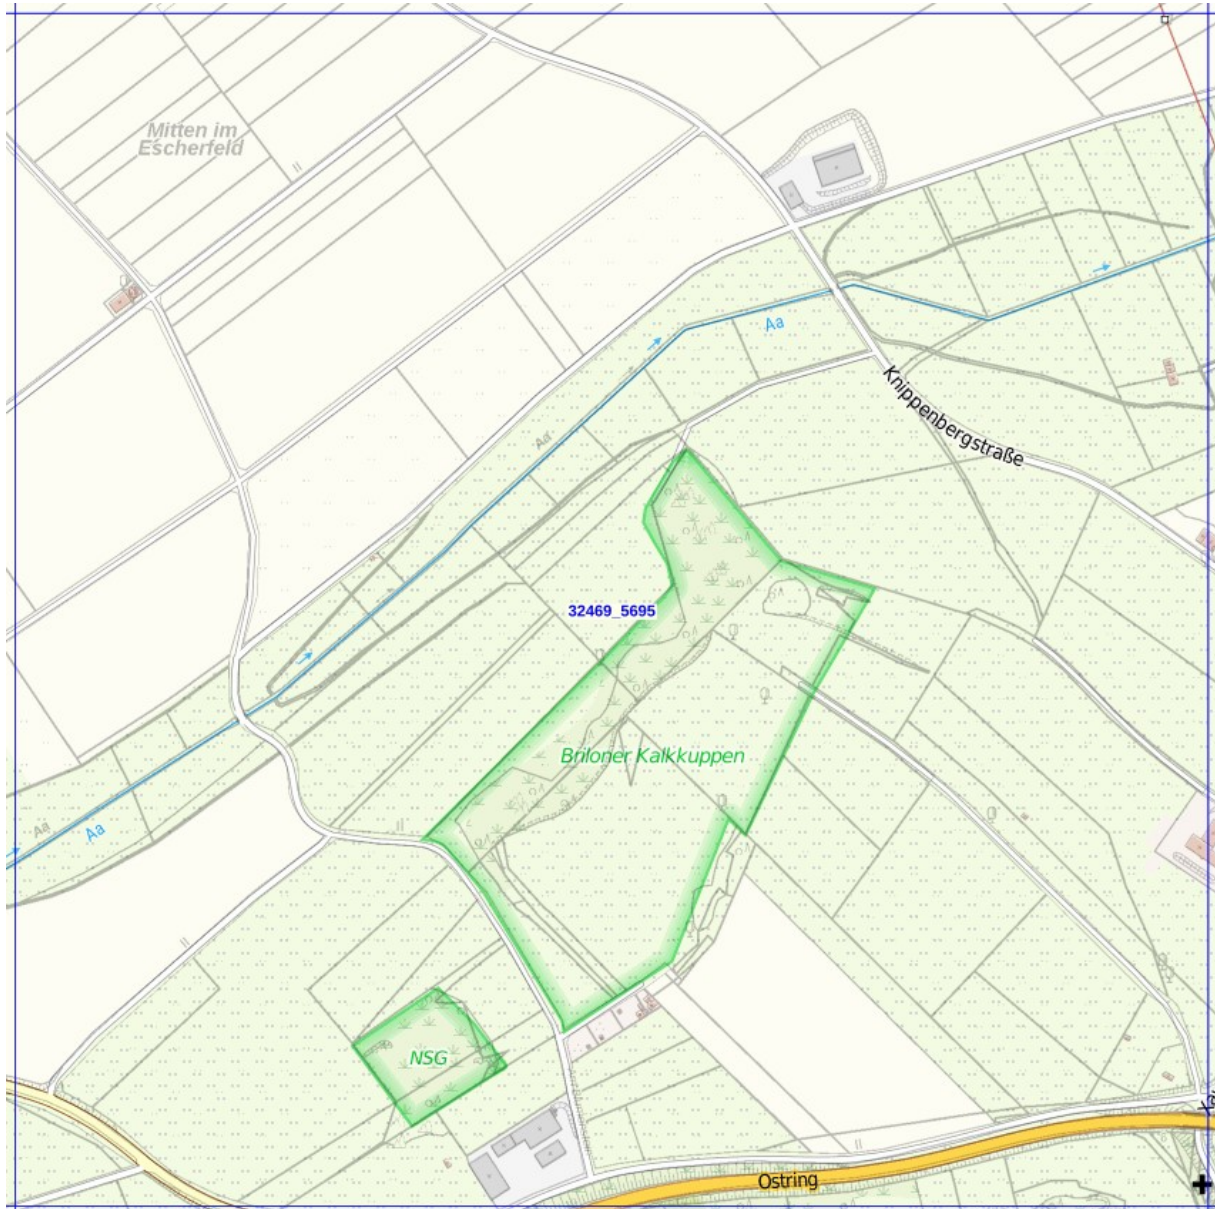 Mitten im
Escherfeld
Aa
Knippenbergstraße
Aa
32469_5695
Briloner Kalkkuppen
Aa
Aa
NSG
Ostring